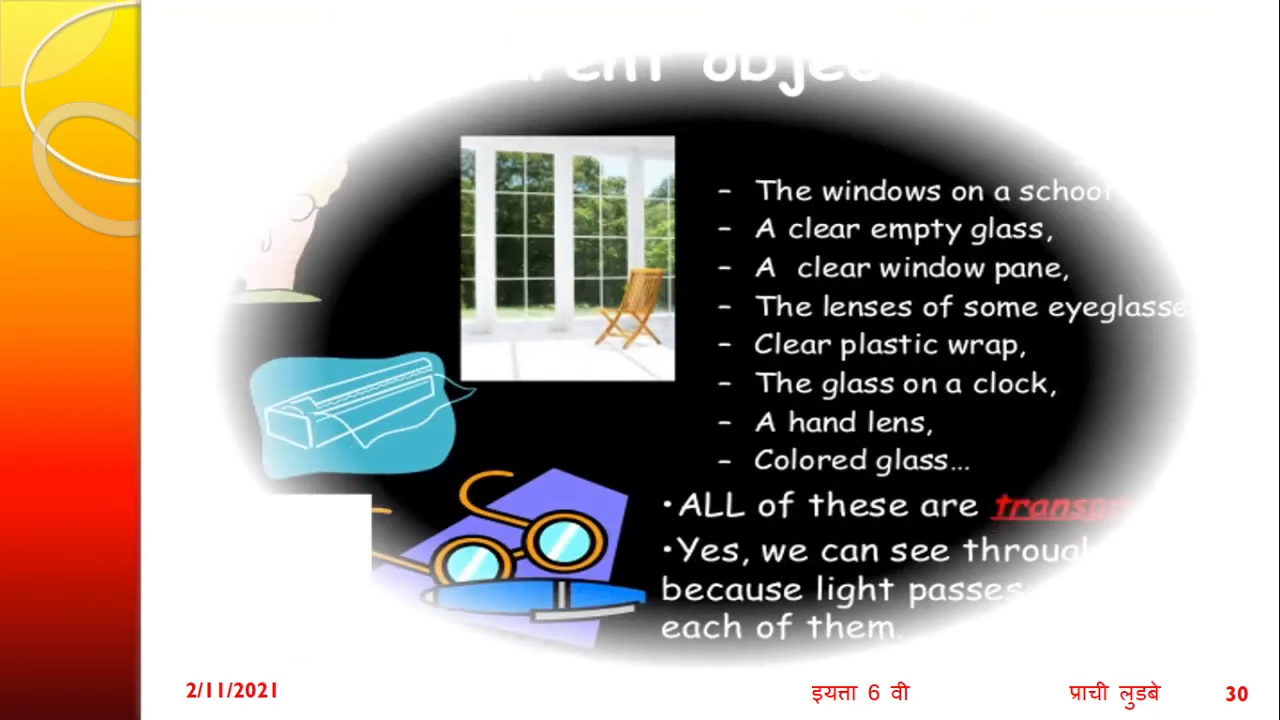 – The windows on a school
– A clear empty glass,
– A  clear window pane,
– The lenses of some
– Clear plastic wrap,
– The glass on a clock,
– A hand lens,
– Colored glass...
•ALL of these are
•Yes, we can see
because light passes
each of them.
2/11/2021 इयत्ता 6 वी प्राची लुडबे 30